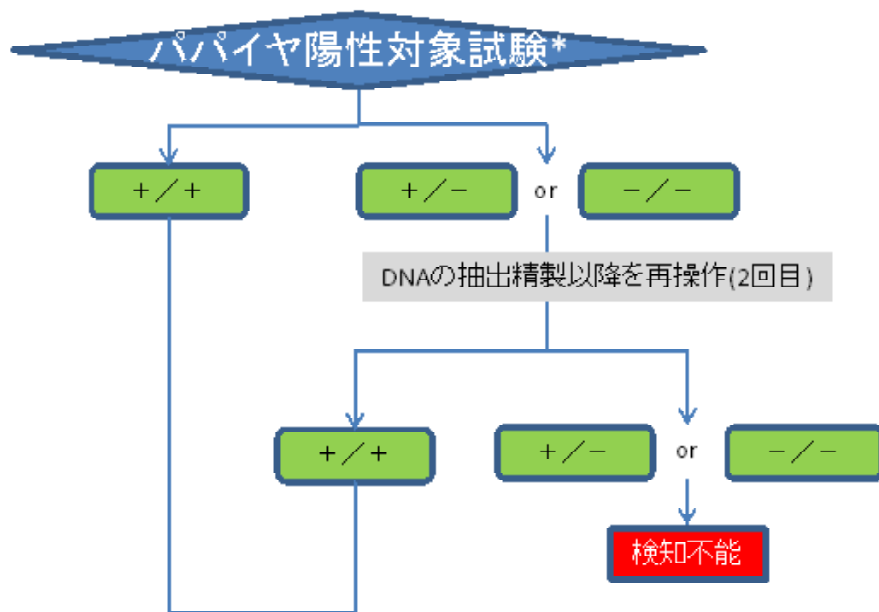 パパイヤ陽性対象試験*
＋／＋
＋／－ or －／－
DNAの抽出精製以降を再操作(2回目)
＋／＋
＋／－ or －／－
検知不能